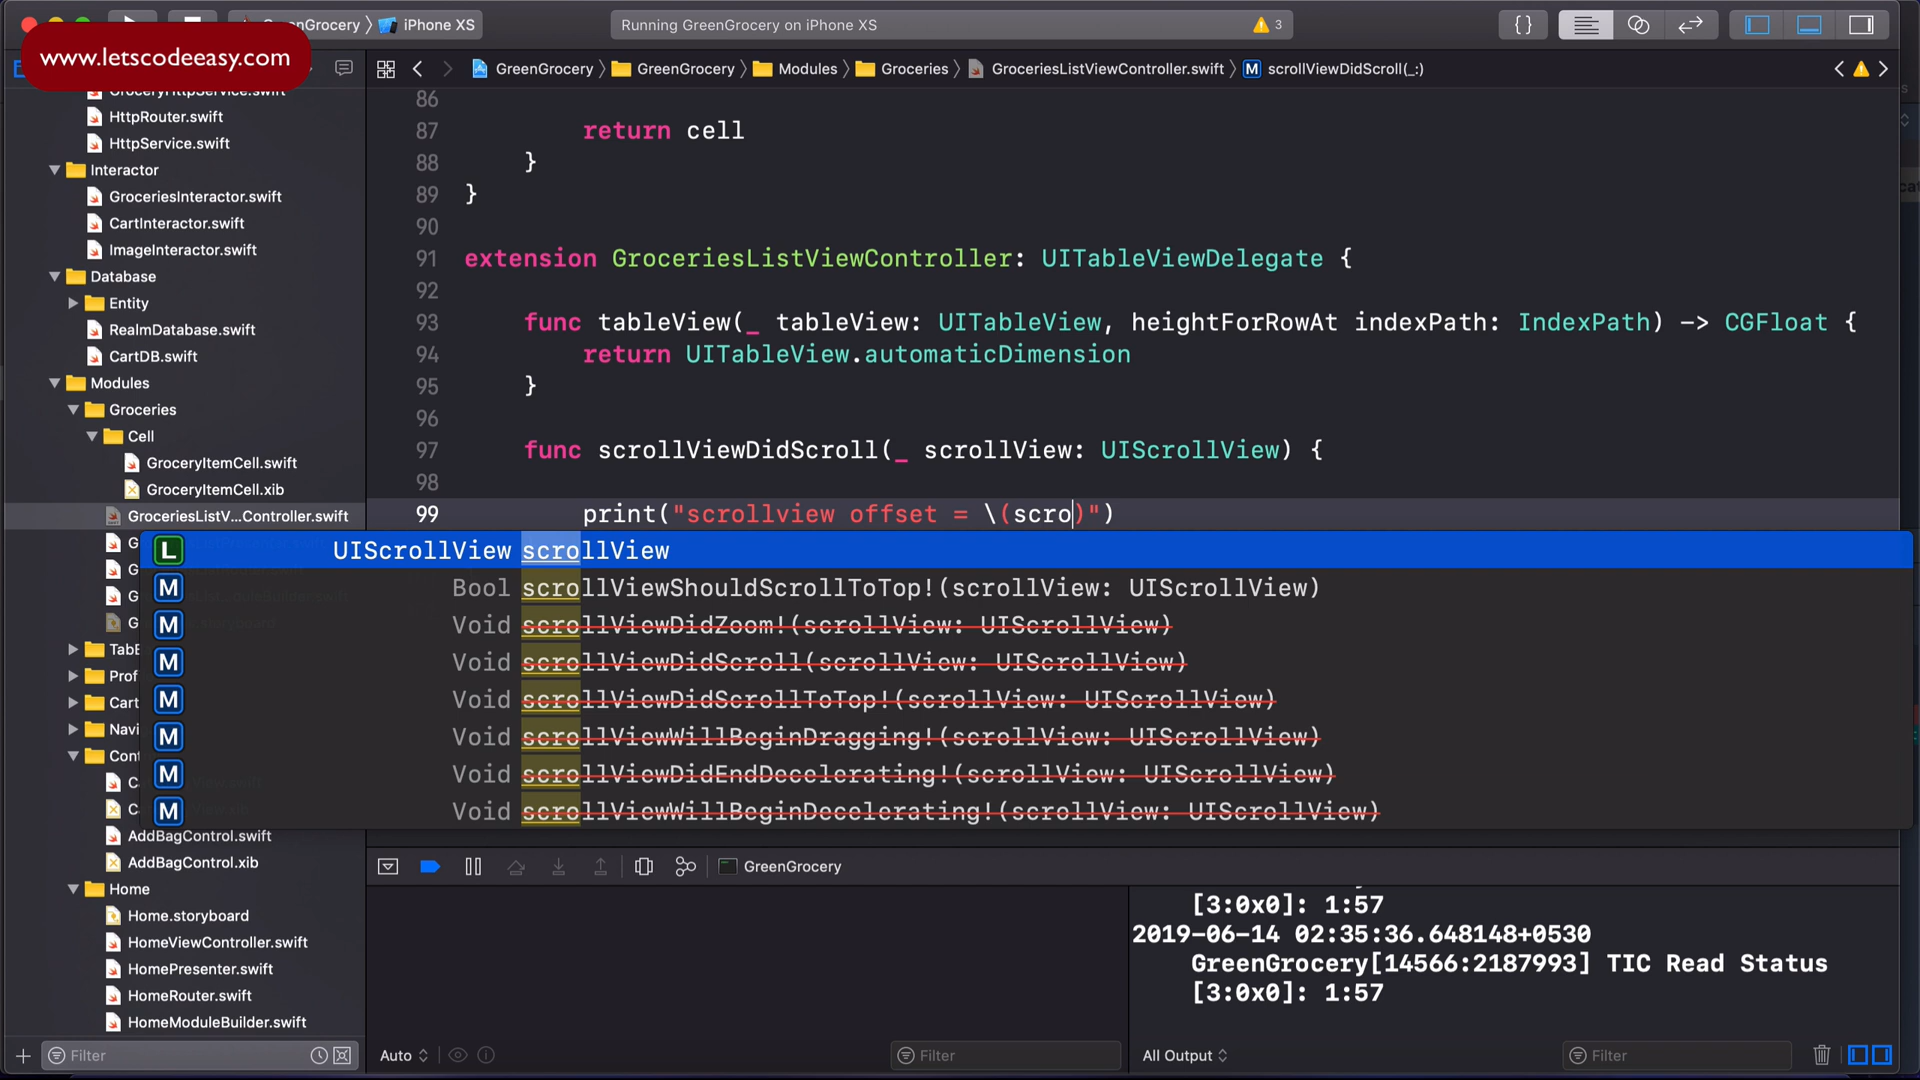 GreenGrocery
iPhone XS
Running GreenGrocery on iPhone XS
3
www.letscodeeasy.com
GreenGrocery
GreenGrocery
Modules
Groceries
GroceriesListViewController.swift
M
scrollViewDidScroll(_:)
GroceryHttpService.swift
HttpRouter.swift
HttpService.swift
Interactor
GroceriesInteractor.swift
CartInteractor.swift
ImageInteractor.swift
Database
Entity
RealmDatabase.swift
CartDB.swift
Modules
Groceries
Cell
GroceryItemCell.swift
GroceryItemCell.xib
GroceriesListV...Controller.swift
AddBagControl.swift
AddBagControl.xib
Home
Home.storyboard
HomeViewController.swift
HomePresenter.swift
HomeRouter.swift
HomeModuleBuilder.swift
Filter
86
87 return cell
88 }
89 }
90
91 extension GroceriesListViewController: UITableViewDelegate {
92
93 func tableView(_ tableView: UITableView, heightForRowAt indexPath: IndexPath) -> CGFloat {
94 return UITableView.automaticDimension
95 }
96
97 func scrollViewDidScroll(_ scrollView: UIScrollView) {
98
99 print("scrollview offset = \(scro)")
L UIScrollView scrollView
M Bool scrollViewShouldScrollToTop!(scrollView: UIScrollView)
M Void scrollViewDidZoom!(scrollView: UIScrollView)
M Void scrollViewDidScroll(scrollView: UIScrollView)
M Void scrollViewDidScrollToTop!(scrollView: UIScrollView)
M Void scrollViewWillBeginDragging!(scrollView: UIScrollView)
M Void scrollViewDidEndDecelerating!(scrollView: UIScrollView)
M Void scrollViewWillBeginDecelerating!(scrollView: UIScrollView)
GreenGrocery
[3:0x0]: 1:57
2019-06-14 02:35:36.648148+0530
GreenGrocery[14566:2187993] TIC Read Status
[3:0x0]: 1:57
Auto
Filter
All Output
Filter